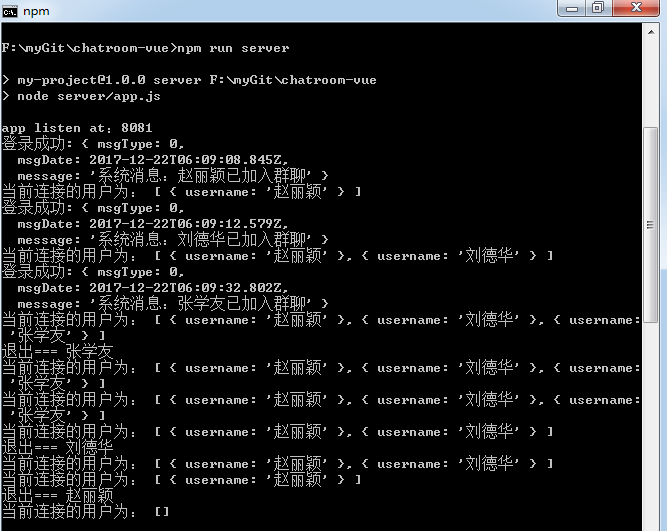 npm
F:\myGit\chatroom-vue>npm run server
> my-project@1.0.0 server F:\myGit\chatroom-vue
> node server/app.js
app listen at: 8081
登录成功: { msgType: 0,
msgDate: 2017-12-22T06:09:08.845Z,
message: '系统消息: 赵丽颖已加入群聊' }
当前连接的用户为: [ { username: '赵丽颖' } ]
登录成功: { msgType: 0,
msgDate: 2017-12-22T06:09:12.579Z,
message: '系统消息: 刘德华已加入群聊' }
当前连接的用户为: [ { username: '赵丽颖' }, { username: '刘德华' } ]
登录成功: { msgType: 0,
msgDate: 2017-12-22T06:09:32.802Z,
message: '系统消息: 张学友已加入群聊' }
当前连接的用户为: [ { username: '赵丽颖' }, { username: '刘德华' }, { username:
'张学友' } ]
退出=== 张学友
当前连接的用户为: [ { username: '赵丽颖' }, { username: '刘德华' }, { username:
'张学友' } ]
当前连接的用户为: [ { username: '赵丽颖' }, { username: '刘德华' }, { username:
'张学友' } ]
当前连接的用户为: [ { username: '赵丽颖' }, { username: '刘德华' } ]
退出=== 刘德华
当前连接的用户为: [ { username: '赵丽颖' }, { username: '刘德华' } ]
当前连接的用户为: [ { username: '赵丽颖' } ]
退出=== 赵丽颖
当前连接的用户为: []